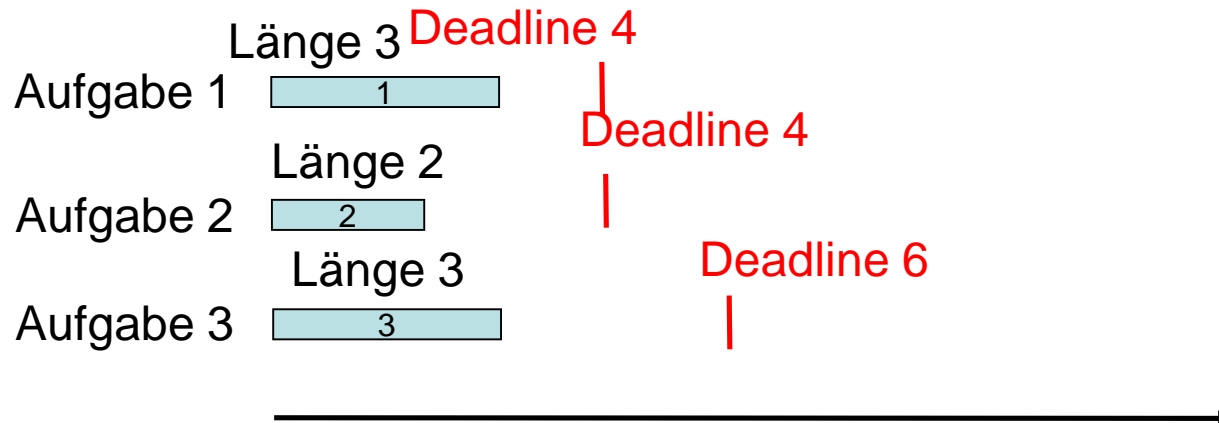 Länge 3 Deadline 4
Aufgabe 1 1
Deadline 4
Länge 2
Aufgabe 2 2
Deadline 6
Länge 3
Aufgabe 3 3